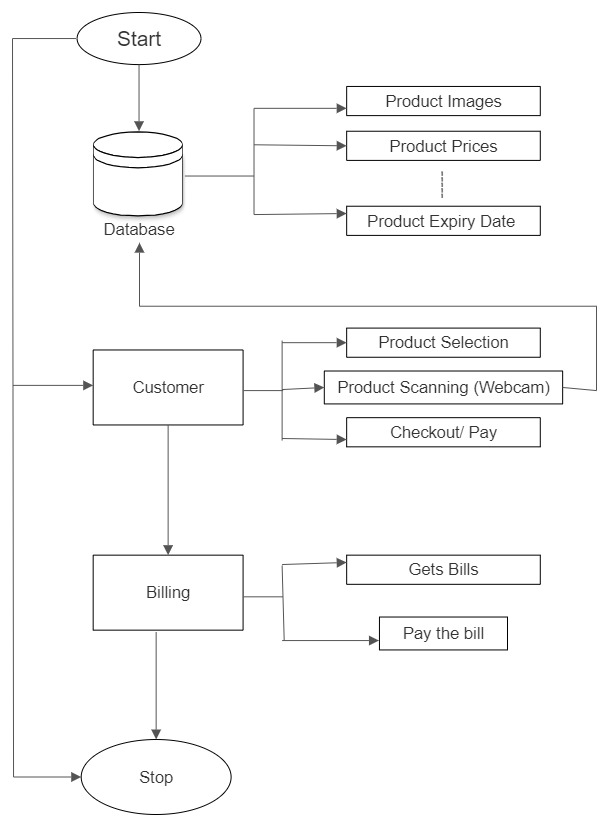 Start
Product Images
Product Prices
Product Expiry Date
Database
Product Selection
Customer
Product Scanning (Webcam)
Checkout/ Pay
Gets Bills
Billing
Pay the bill
Stop